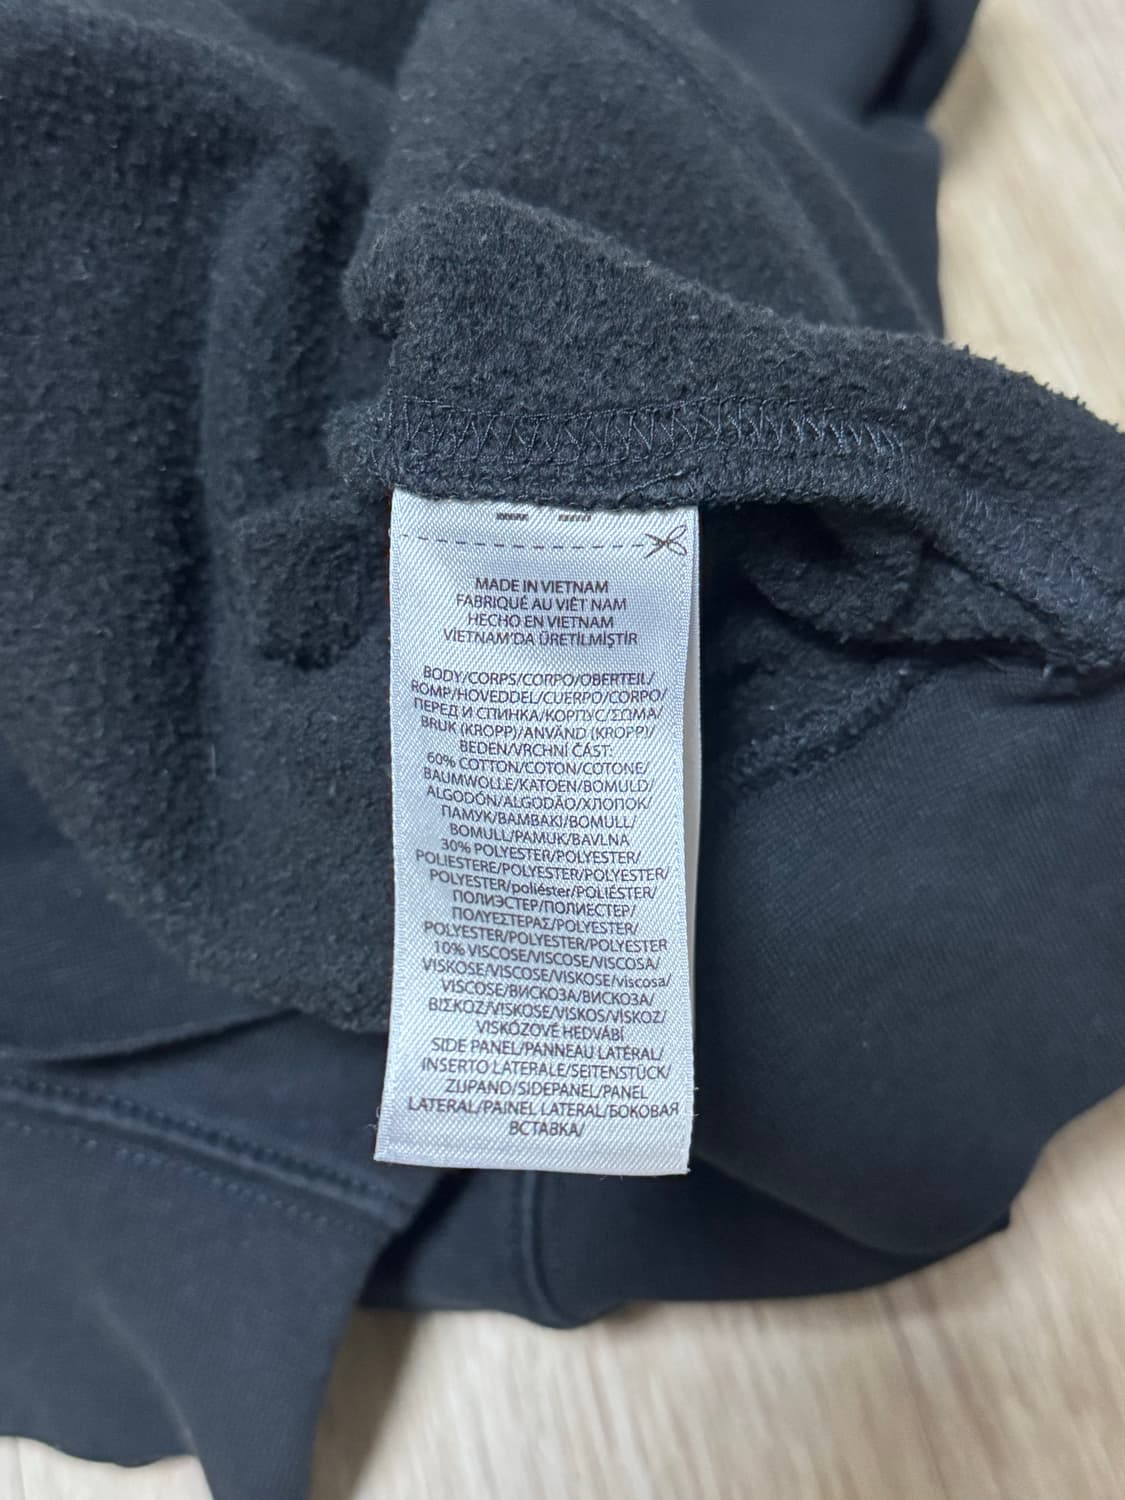 MADE IN VIETNAM
FABRIQUÉ AU VIÊT NAM
HECHO EN VIETNAM
VIETNAM'DA ÜRETİLMİŞTİR
BODY/CORPS/CORPO/OBERTEIL/
ROMP/HOVEDDEL/CUERPO/CORPO/
ПЕРЕД И СПИНКА/КОРПУС/ΣΩΜΑ/
BRUK (KROPP)/ANVÄND (KROPP)/
BEDEN/VRCHNÍ ČÁST:
60% COTTON/COTON/COTONE/
BAUMWOLLE/KATOEN/BOMULD/
ALGODÓN/ALGODÃO/ХЛОПОК/
ПАМУК/ΒΑΜΒΑΚΙ/BOMULL/
BOMULL/PAMUK/BAVLNA
30% POLYESTER/POLYESTER/
POLIESTERE/POLYESTER/POLYESTER/
POLYESTER/poliéster/POLIÉSTER/
ПОЛИЭСТЕР/ПОЛИЕСТЕР/
ΠΟΛΥΕΣΤΕΡΑΣ/POLYESTER/
POLYESTER/POLYESTER/POLYESTER
10% VISCOSE/VISCOSE/VISCOSA/
VISKOSE/VISCOSE/VISKOSE/viscosa/
VISCOSE/ВИСКОЗА/ВИСКОЗА/
ΒΙΣΚΟΖ/VISKOSE/VISKOS/VİSKOZ/
VISKÓZOVÉ HEDVÁBÍ
SIDE PANEL/PANNEAU LATÉRAL/
INSERTO LATERALE/SEITENSTÜCK/
ZIJPAND/SIDEPANEL/PANEL
LATERAL/PAINEL LATERAL/БОКОВАЯ
ВСТАВКА/